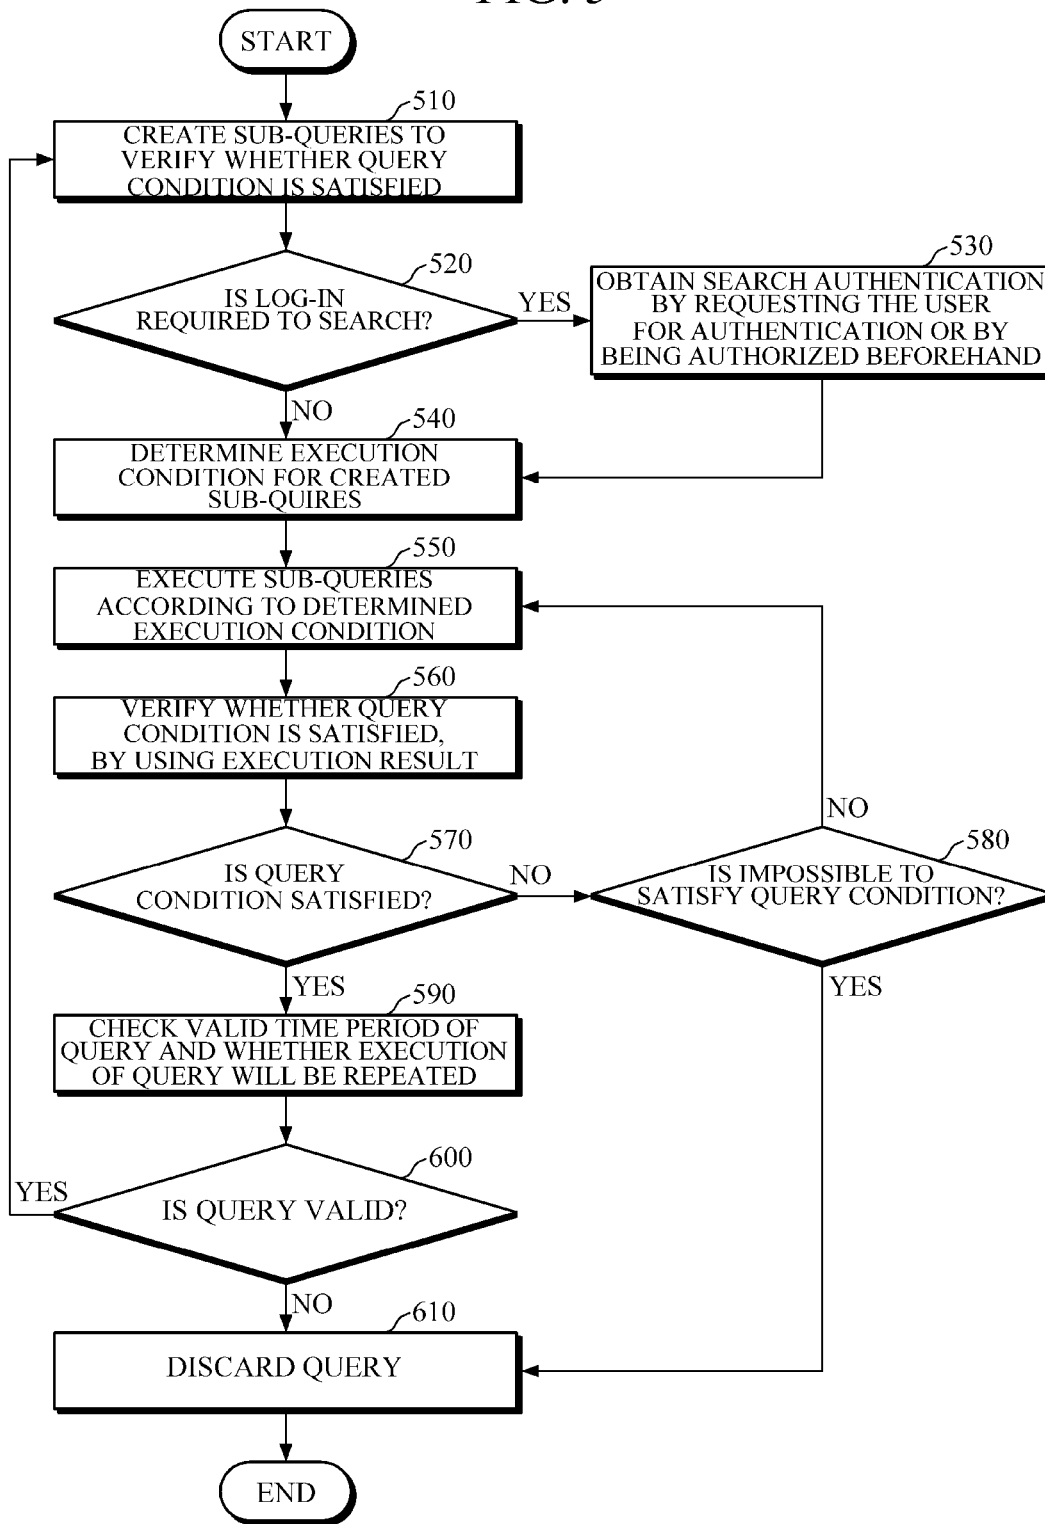 FIG. 5
START
510
CREATE SUB-QUERIES TO
VERIFY WHETHER QUERY
CONDITION IS SATISFIED
520
IS LOG-IN
REQUIRED TO SEARCH?
YES
530
OBTAIN SEARCH AUTHENTICATION
BY REQUESTING THE USER
FOR AUTHENTICATION OR BY
BEING AUTHORIZED BEFOREHAND
NO
540
DETERMINE EXECUTION
CONDITION FOR CREATED
SUB-QUIRES
550
EXECUTE SUB-QUERIES
ACCORDING TO DETERMINED
EXECUTION CONDITION
560
VERIFY WHETHER QUERY
CONDITION IS SATISFIED,
BY USING EXECUTION RESULT
570
IS QUERY
CONDITION SATISFIED?
NO
NO
580
IS IMPOSSIBLE TO
SATISFY QUERY CONDITION?
YES
YES
590
CHECK VALID TIME PERIOD OF
QUERY AND WHETHER EXECUTION
OF QUERY WILL BE REPEATED
600
YES
IS QUERY VALID?
NO
610
DISCARD QUERY
END